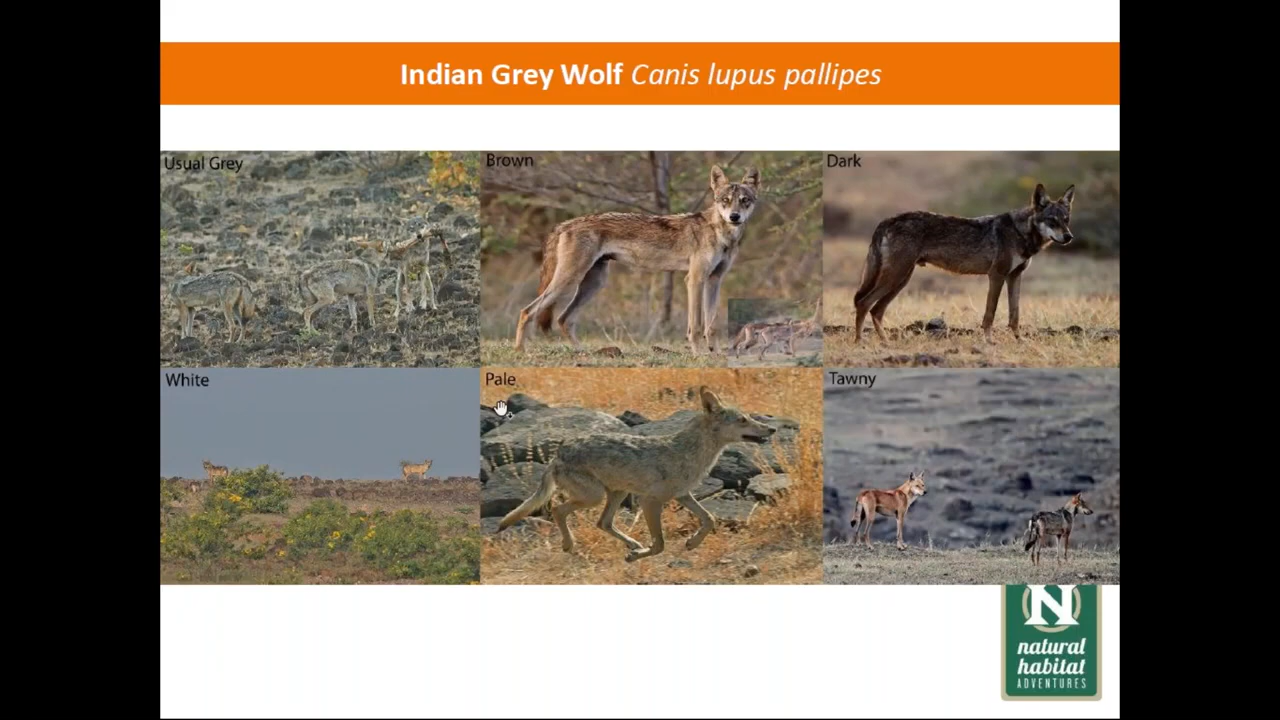 Indian Grey Wolf Canis lupus pallipes
Usual Grey
Brown
Dark
White
Pale
Tawny
N
natural
habitat
ADVENTURES